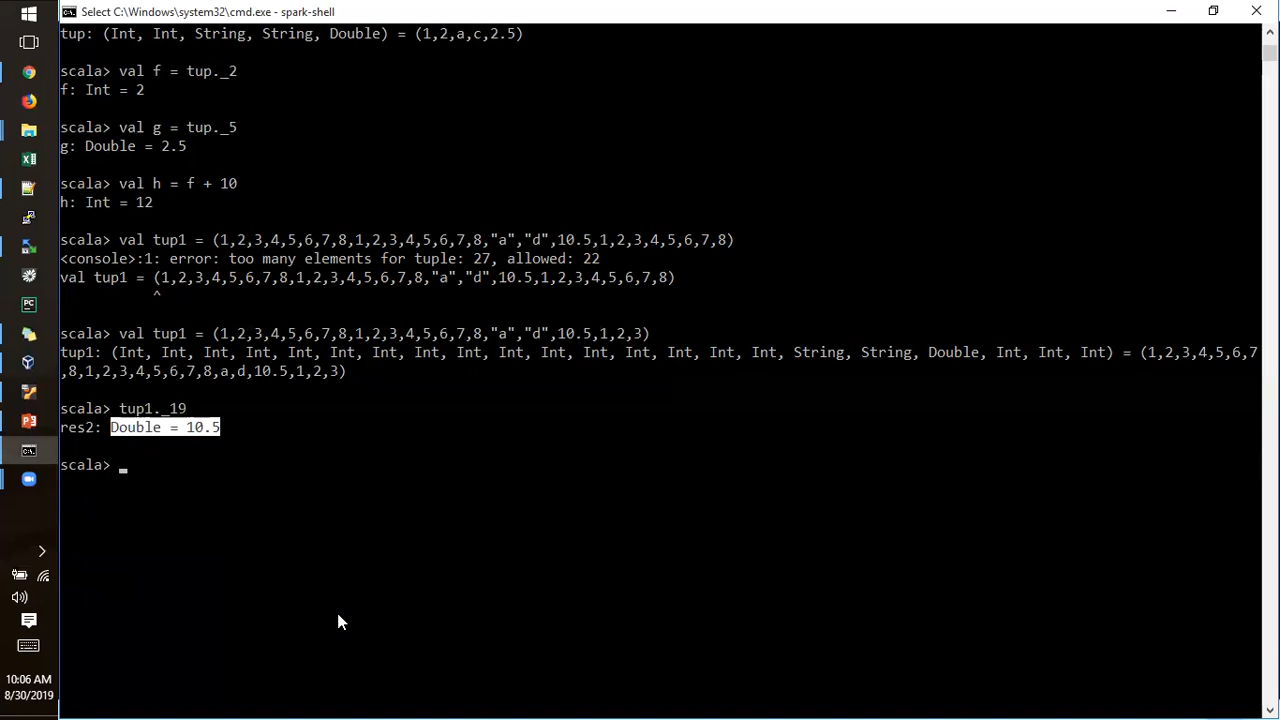 Select C:\Windows\system32\cmd.exe - spark-shell
tup: (Int, Int, String, String, Double) = (1,2,a,c,2.5)
scala> val f = tup._2
f: Int = 2
scala> val g = tup._5
g: Double = 2.5
scala> val h = f + 10
h: Int = 12
scala> val tup1 = (1,2,3,4,5,6,7,8,1,2,3,4,5,6,7,8,"a","d",10.5,1,2,3,4,5,6,7,8)
<console>:1: error: too many elements for tuple: 27, allowed: 22
val tup1 = (1,2,3,4,5,6,7,8,1,2,3,4,5,6,7,8,"a","d",10.5,1,2,3,4,5,6,7,8)
^
scala> val tup1 = (1,2,3,4,5,6,7,8,1,2,3,4,5,6,7,8,"a","d",10.5,1,2,3)
tup1: (Int, Int, Int, Int, Int, Int, Int, Int, Int, Int, Int, Int, Int, Int, Int, Int, String, String, Double, Int, Int, Int) = (1,2,3,4,5,6,7
,8,1,2,3,4,5,6,7,8,a,d,10.5,1,2,3)
scala> tup1._19
res2: Double = 10.5
scala> _
10:06 AM
8/30/2019